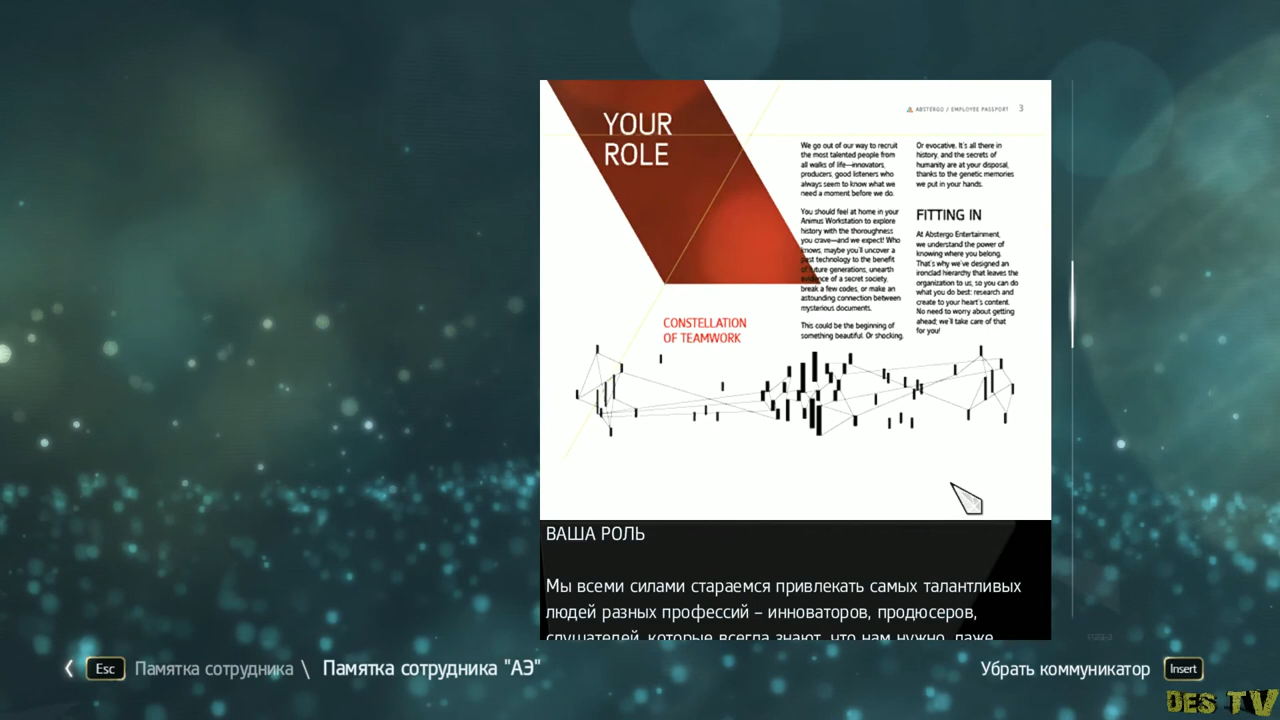 YOUR
ROLE
ABSTERGO / EMPLOYEE PASSPORT 3
We go out of our way to recruit
the most talented people from
all walks of life—innovators,
producers, good listeners who
always seem to know what we
need a moment before we do.
You should feel at home in your
Animus Workstation to explore
history with the thoroughness
you crave—and we expect! Who
knows, maybe you'll uncover a
past technology to the benefit
of future generations, unearth
evidence of a secret society,
break a few codes, or make an
astounding connection between
mysterious documents.
This could be the beginning of
something beautiful. Or shocking.
Or evocative. It's all there in
history, and the secrets of
humanity are at your disposal,
thanks to the genetic memories
we put in your hands.
FITTING IN
At Abstergo Entertainment,
we understand the power of
knowing where you belong.
That's why we've designed an
ironclad hierarchy that leaves the
organization to us, so you can do
what you do best: research and
create to your heart's content.
No need to worry about getting
ahead; we'll take care of that
for you!
CONSTELLATION
OF TEAMWORK
ВАША РОЛЬ
Мы всеми силами стараемся привлекать самых талантливых
людей разных профессий – инноваторов, продюсеров,
слушателей, которые всегда знают, что нам нужно, даже
Esc Памятка сотрудника \ Памятка сотрудника "АЭ"
Убрать коммуникатор Insert
DES TV